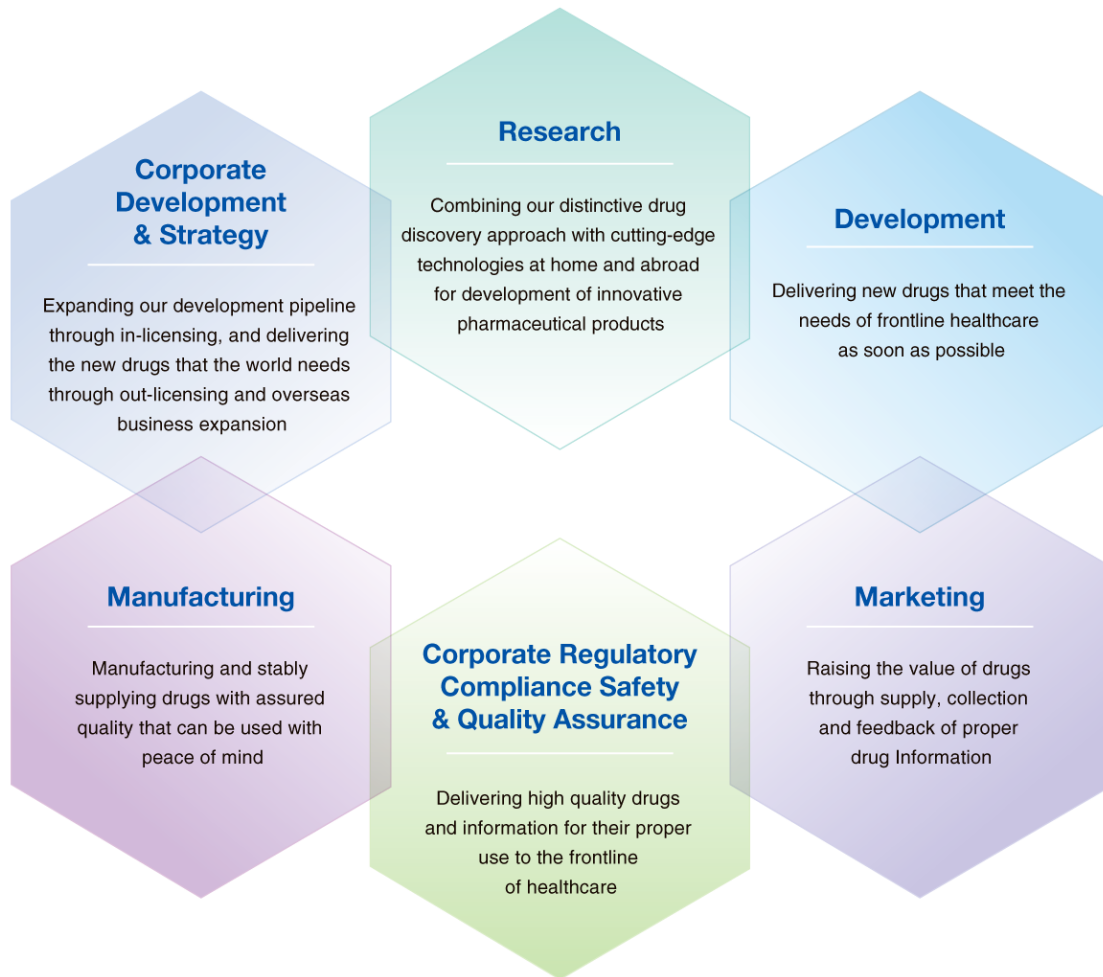 Research
Combining our distinctive drug
discovery approach with cutting-edge
technologies at home and abroad
for development of innovative
pharmaceutical products
Corporate
Development
& Strategy
Expanding our development pipeline
through in-licensing, and delivering
the new drugs that the world needs
through out-licensing and overseas
business expansion
Development
Delivering new drugs that meet the
needs of frontline healthcare
as soon as possible
Manufacturing
Manufacturing and stably
supplying drugs with assured
quality that can be used with
peace of mind
Corporate Regulatory
Compliance Safety
& Quality Assurance
Delivering high quality drugs
and information for their proper
use to the frontline
of healthcare
Marketing
Raising the value of drugs
through supply, collection
and feedback of proper
drug Information